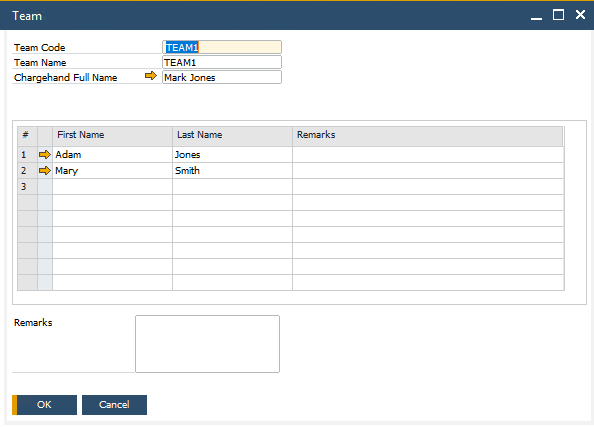 Team
Team Code TEAM1
Team Name TEAM1
Chargehand Full Name Mark Jones
# First Name Last Name Remarks
1 Adam Jones
2 Mary Smith
3
Remarks
OK Cancel